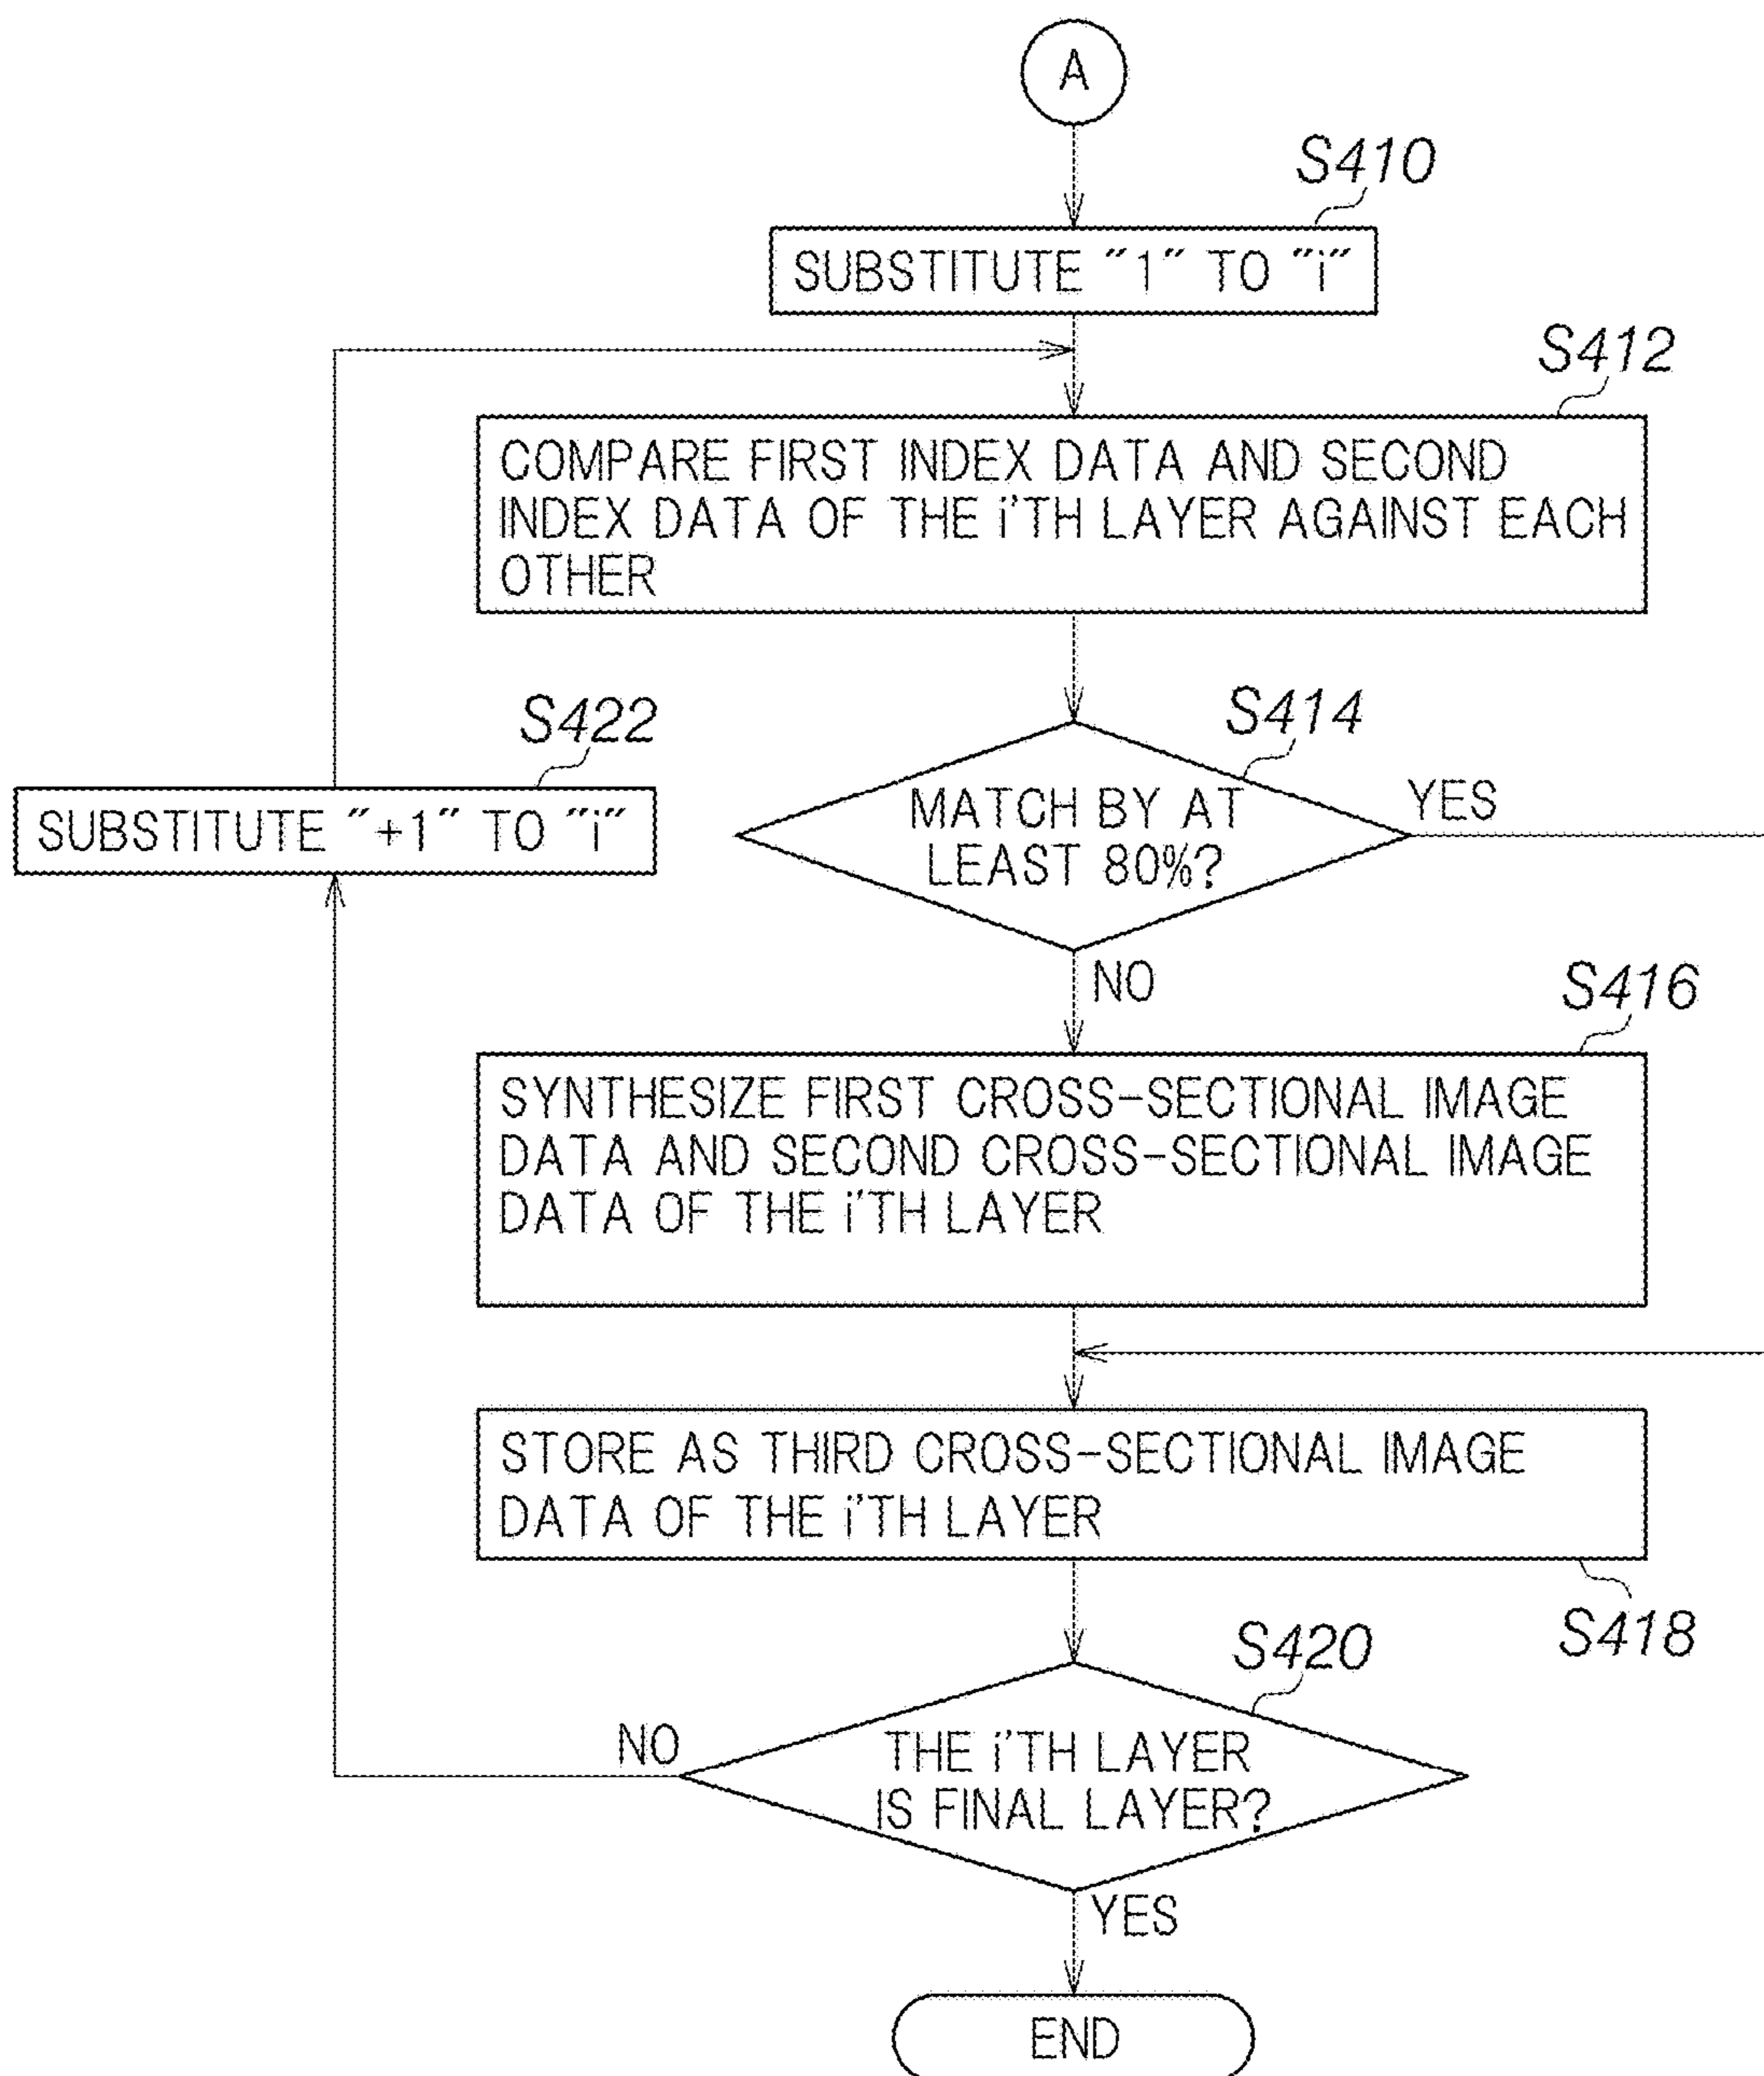 A
S410
SUBSTITUTE "1" TO "i"
S412
COMPARE FIRST INDEX DATA AND SECOND
INDEX DATA OF THE i'TH LAYER AGAINST EACH
OTHER
S422
SUBSTITUTE "+1" TO "i"
S414
MATCH BY AT
LEAST 80%?
YES
NO
S416
SYNTHESIZE FIRST CROSS-SECTIONAL IMAGE
DATA AND SECOND CROSS-SECTIONAL IMAGE
DATA OF THE i'TH LAYER
STORE AS THIRD CROSS-SECTIONAL IMAGE
DATA OF THE i'TH LAYER
S418
S420
NO
THE i'TH LAYER
IS FINAL LAYER?
YES
END